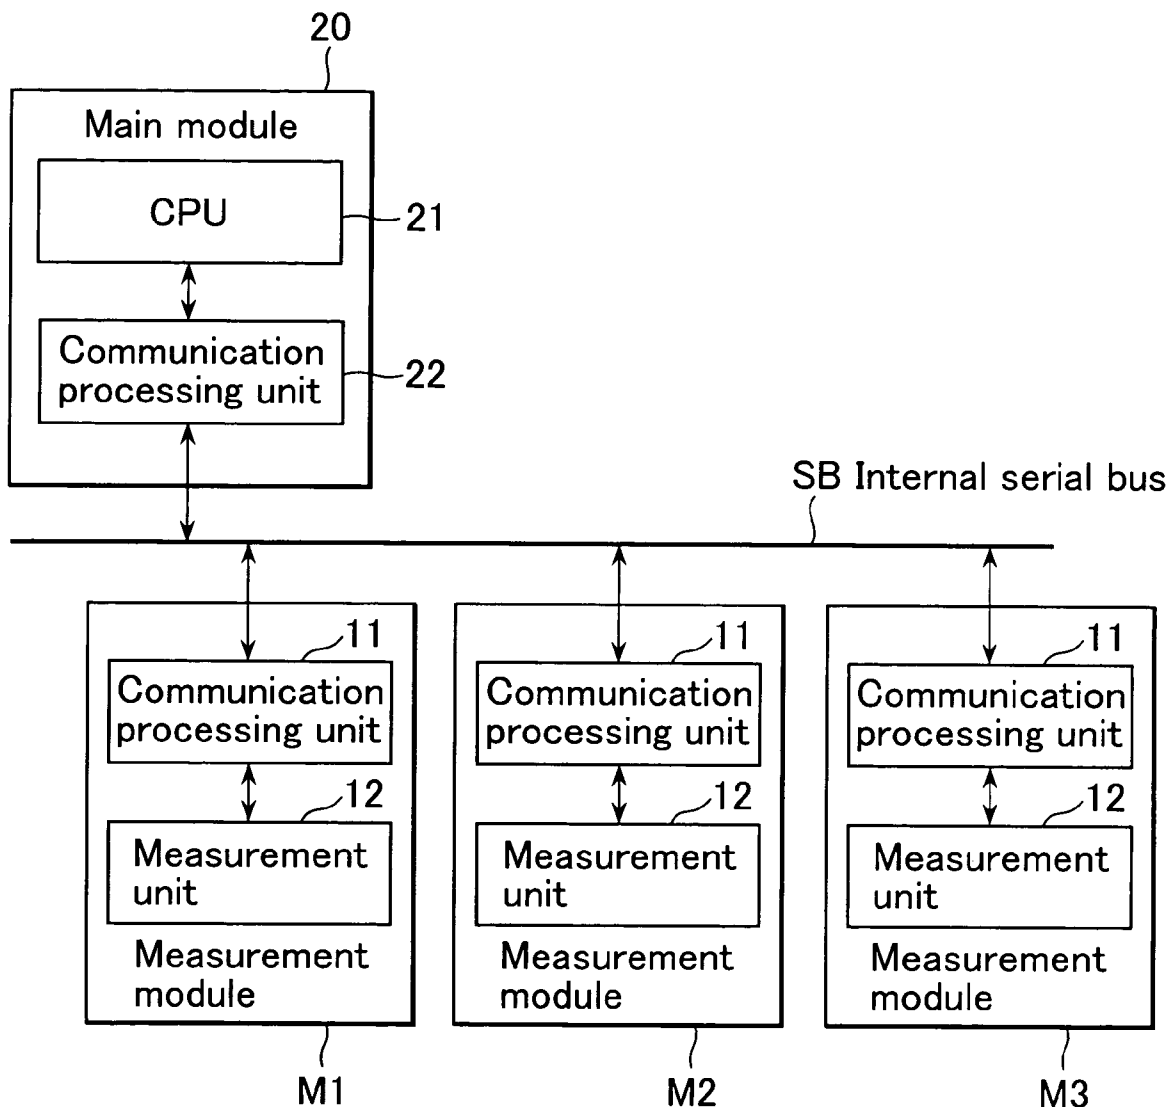 20
Main module
CPU
21
Communication
processing unit
22
SB Internal serial bus
11
Communication
processing unit
12
Measurement
unit
Measurement
module
M1
11
Communication
processing unit
12
Measurement
unit
Measurement
module
M2
11
Communication
processing unit
12
Measurement
unit
Measurement
module
M3